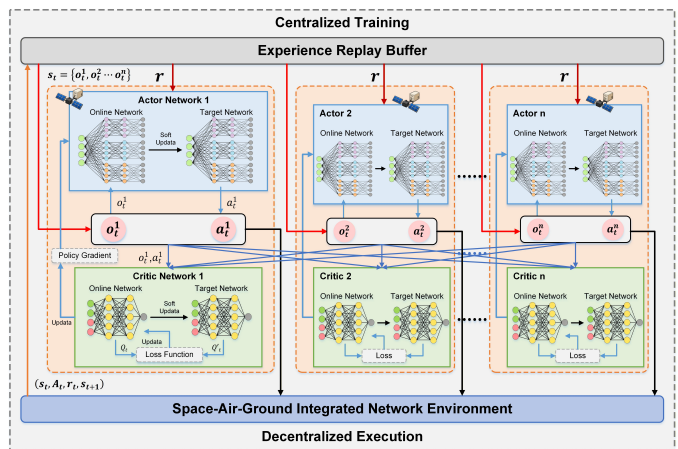 Centralized Training
Experience Replay Buffer
s_t = {o_t^1, o_t^2 ⋯ o_t^n}
r
r
r
Actor Network 1
Online Network
Target Network
Soft
Updata
o_t^1
a_t^1
Actor 2
Online Network
Target Network
Actor n
Online Network
Target Network
o_t^1
a_t^1
o_t^2
a_t^2
o_t^n
a_t^n
Policy Gradient
o_t^1,a_t^1
Critic Network 1
Online Network
Target Network
Soft
Updata
Updata
Updata
Q_t
Q'_t
Loss Function
Critic 2
Online Network
Target Network
Loss
Critic n
Online Network
Target Network
Loss
(s_t, A_t, r_t, s_{t+1})
Space-Air-Ground Integrated Network Environment
Decentralized Execution